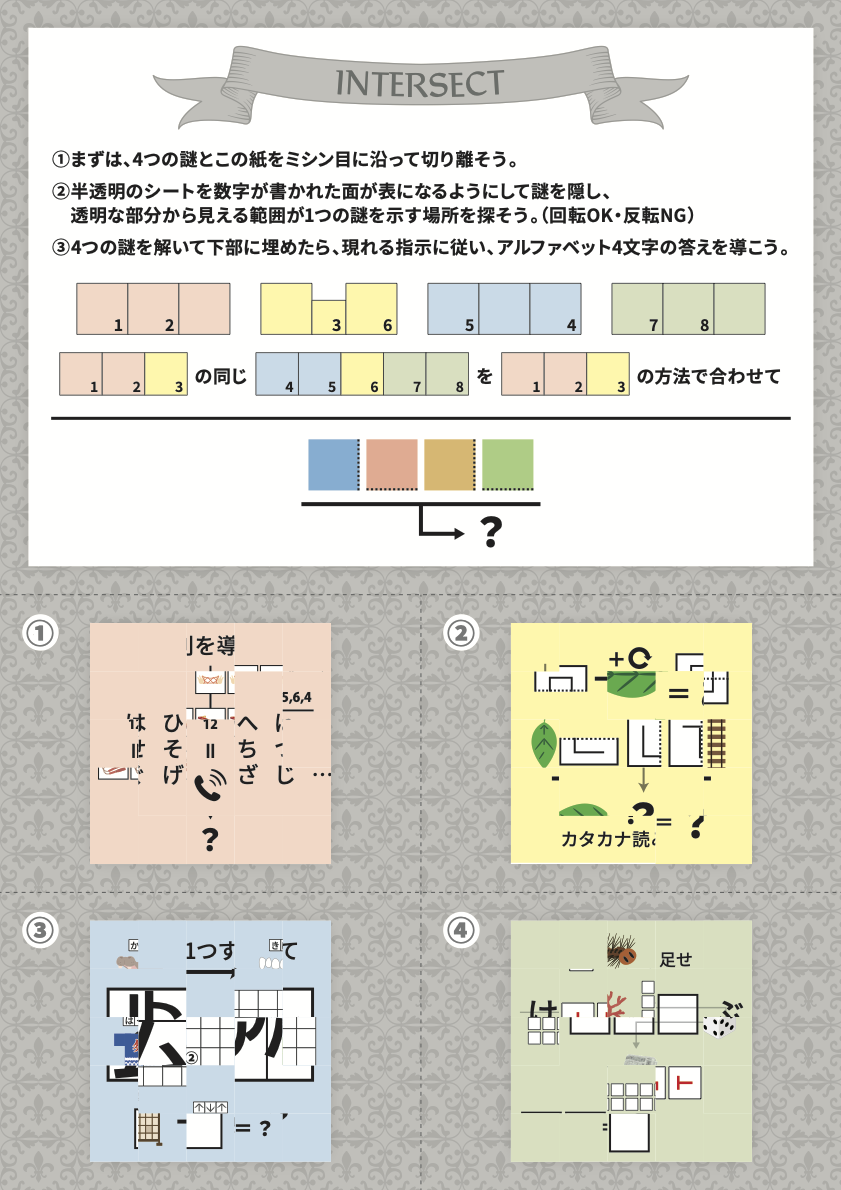 INTERSECT
①まずは、4つの謎とこの紙をミシン目に沿って切り離そう。
②半透明のシートを数字が書かれた面が表になるようにして謎を隠し、
透明な部分から見える範囲が1つの謎を示す場所を探そう。（回転OK・反転NG）
③4つの謎を解いて下部に埋めたら、現れる指示に従い、アルファベット4文字の答えを導こう。
1 2 3 6 5 4 7 8
1 2 3 の同じ 4 5 6 7 8 を 1 2 3 の方法で合わせて
?
①
を導
5,6,4
ひ 12 へ
そ ll ち
げ ざ じ …
?
②
+
- =
? = ?
カタカナ読
③
か 1つす き て
は
②
↑↓↑
- = ?
④
足せ
は ぶ
T
=